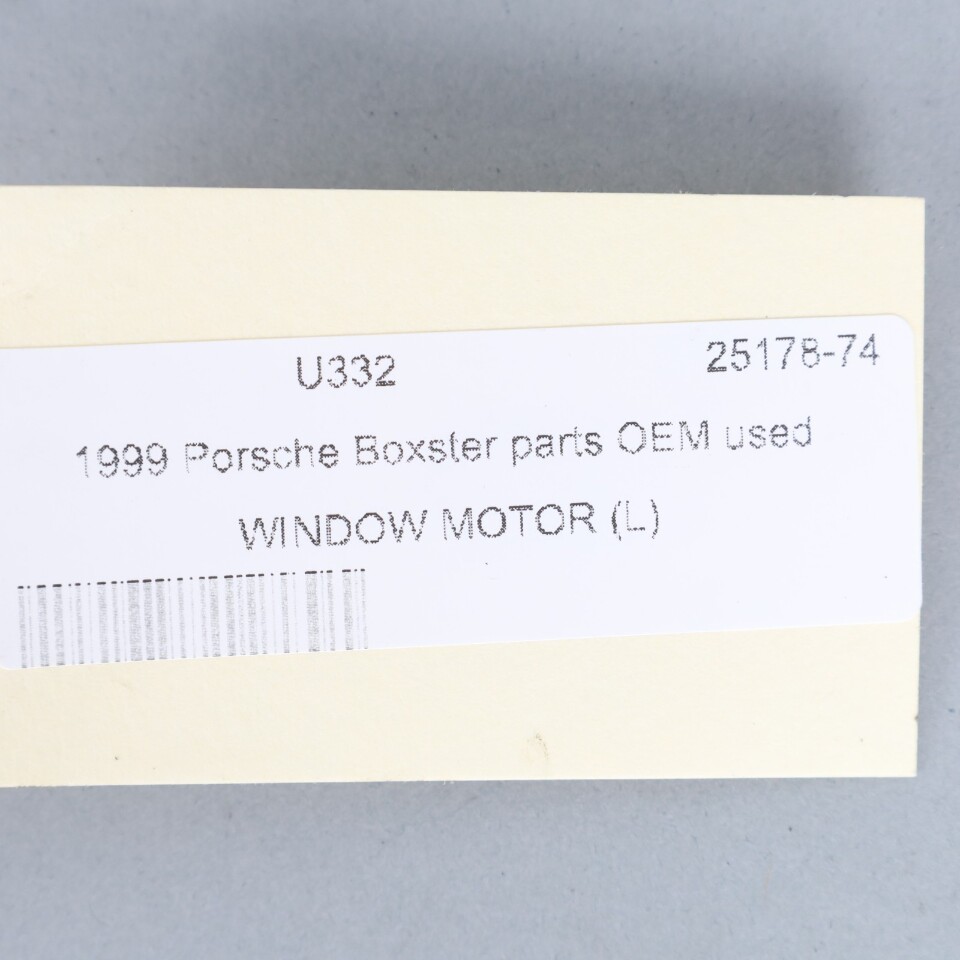 U332 25178-74
1999 Porsche Boxster parts OEM used
WINDOW MOTOR (L)